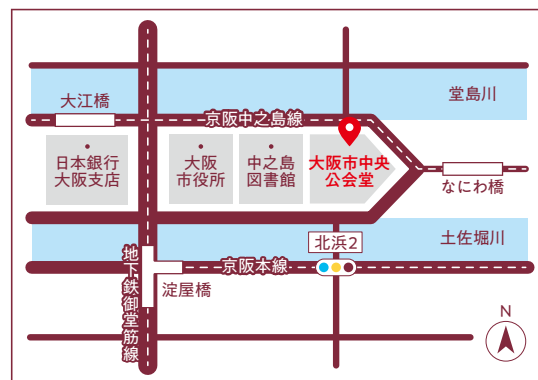 堂島川
大江橋
京阪中之島線
日本銀行
大阪支店
大阪
市役所
中之島
図書館
大阪市中央
公会堂
なにわ橋
土佐堀川
北浜2
京阪本線
淀屋橋
地下鉄御堂筋線
N